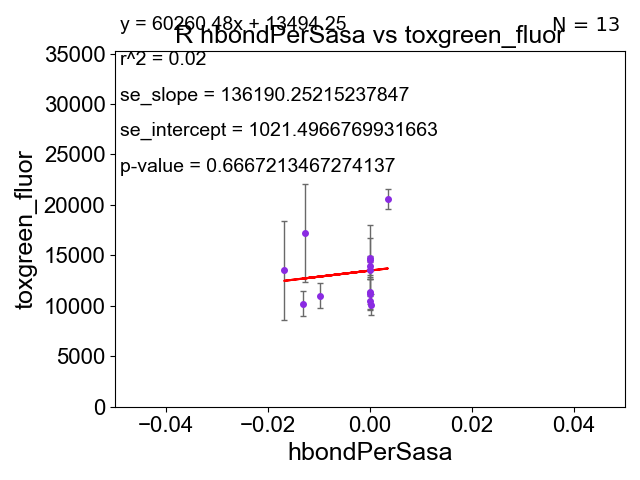 y = 60260.48x + 13494.25
N = 13
R hbondPerSasa vs toxgreen_fluor
r^2 = 0.02
se_slope = 136190.25215237847
se_intercept = 1021.4966769931663
p-value = 0.6667213467274137
35000
30000
25000
20000
15000
10000
5000
0
toxgreen_fluor
−0.04
−0.02
0.00
0.02
0.04
hbondPerSasa